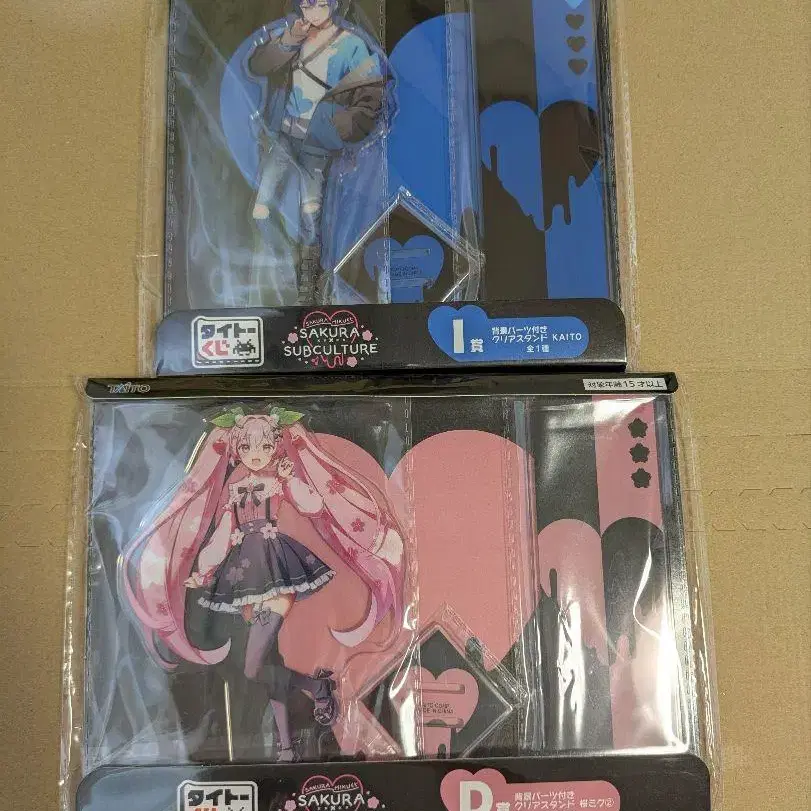 タイトー
くじ
SAKURA MIKU
SAKURA
SUBCULTURE
I賞
背景パーツ付き
クリアスタンド KAITO
全1種
TAITO
対象年齢15才以上
タイトー
SAKURA MIKU
SAKURA
D賞
背景パーツ付き
クリアスタンド 桜ミク②